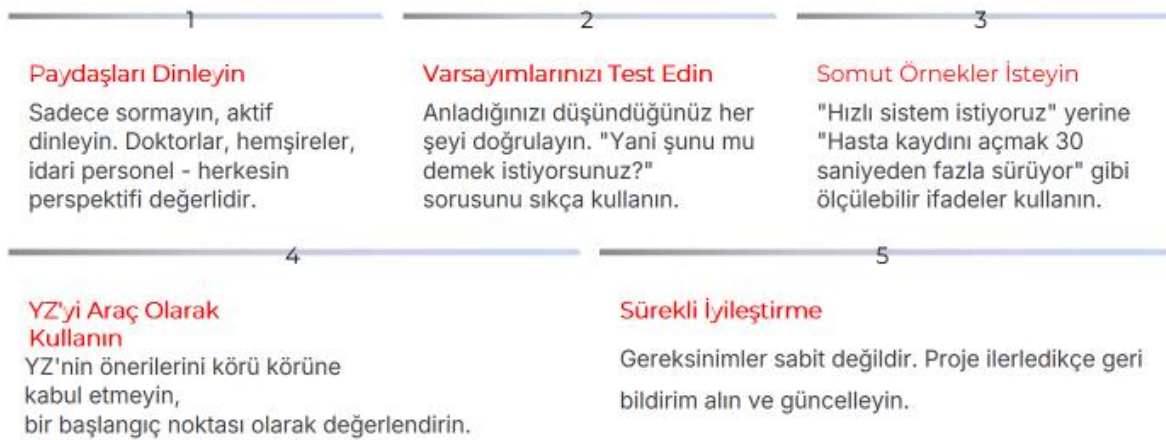 1
Paydaşları Dinleyin
Sadece sormayın, aktif
dinleyin. Doktorlar, hemşireler,
idari personel - herkesin
perspektifi değerlidir.
2
Varsayımlarınızı Test Edin
Anladığınızı düşündüğünüz her
şeyi doğrulayın. "Yani şunu mu
demek istiyorsunuz?"
sorusunu sıkça kullanın.
3
Somut Örnekler İsteyin
"Hızlı sistem istiyoruz" yerine
"Hasta kaydını açmak 30
saniyeden fazla sürüyor" gibi
ölçülebilir ifadeler kullanın.
4
YZ'yi Araç Olarak
Kullanın
YZ'nin önerilerini körü körüne
kabul etmeyin,
bir başlangıç noktası olarak değerlendirin.
5
Sürekli İyileştirme
Gereksinimler sabit değildir. Proje ilerledikçe geri
bildirim alın ve güncelleyin.